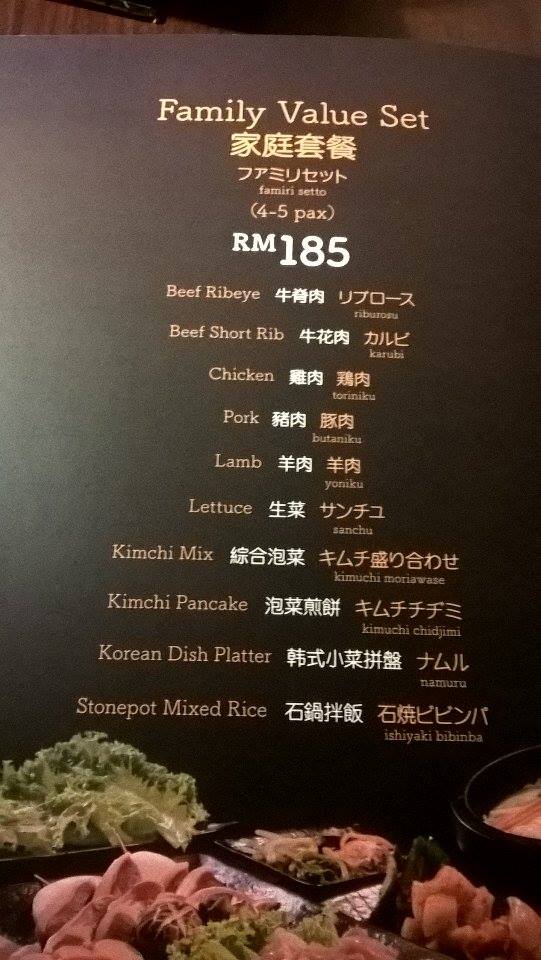 Family Value Set
家庭套餐
ファミリセット
famiri setto
(4-5 pax)
RM185
Beef Ribeye 牛脊肉 リブロース
riburosu
Beef Short Rib 牛花肉 カルビ
karubi
Chicken 雞肉 鶏肉
toriniku
Pork 豬肉 豚肉
butaniku
Lamb 羊肉 羊肉
yoniku
Lettuce 生菜 サンチュ
sanchu
Kimchi Mix 綜合泡菜 キムチ盛り合わせ
kimuchi moriawase
Kimchi Pancake 泡菜煎餅 キムチチヂミ
kimuchi chidjimi
Korean Dish Platter 韩式小菜拼盤 ナムル
namuru
Stonepot Mixed Rice 石鍋拌飯 石焼ビビンバ
ishiyaki bibinba